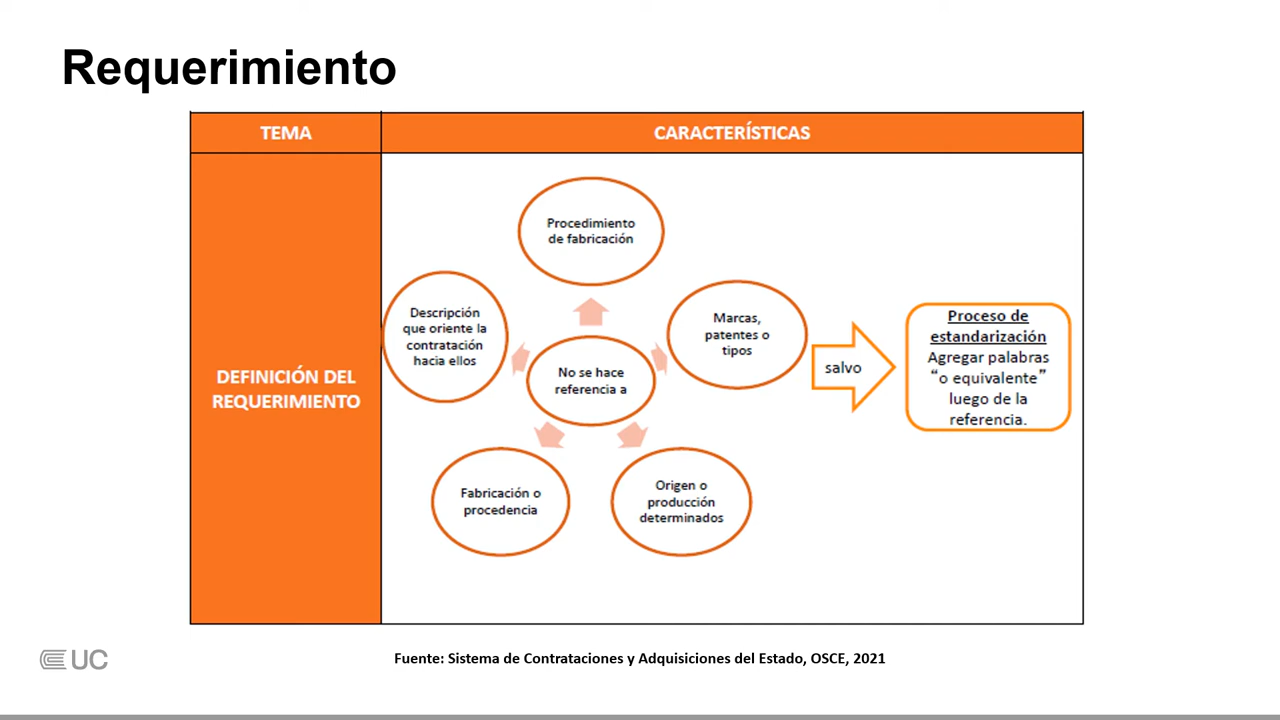 Requerimiento
TEMA
CARACTERÍSTICAS
DEFINICIÓN DEL
REQUERIMIENTO
Procedimiento
de fabricación
Descripción
que oriente la
contratación
hacia ellos
Marcas,
patentes o
tipos
No se hace
referencia a
Fabricación o
procedencia
Origen o
producción
determinados
salvo
Proceso de
estandarización
Agregar palabras
“o equivalente”
luego de la
referencia.
UC
Fuente: Sistema de Contrataciones y Adquisiciones del Estado, OSCE, 2021